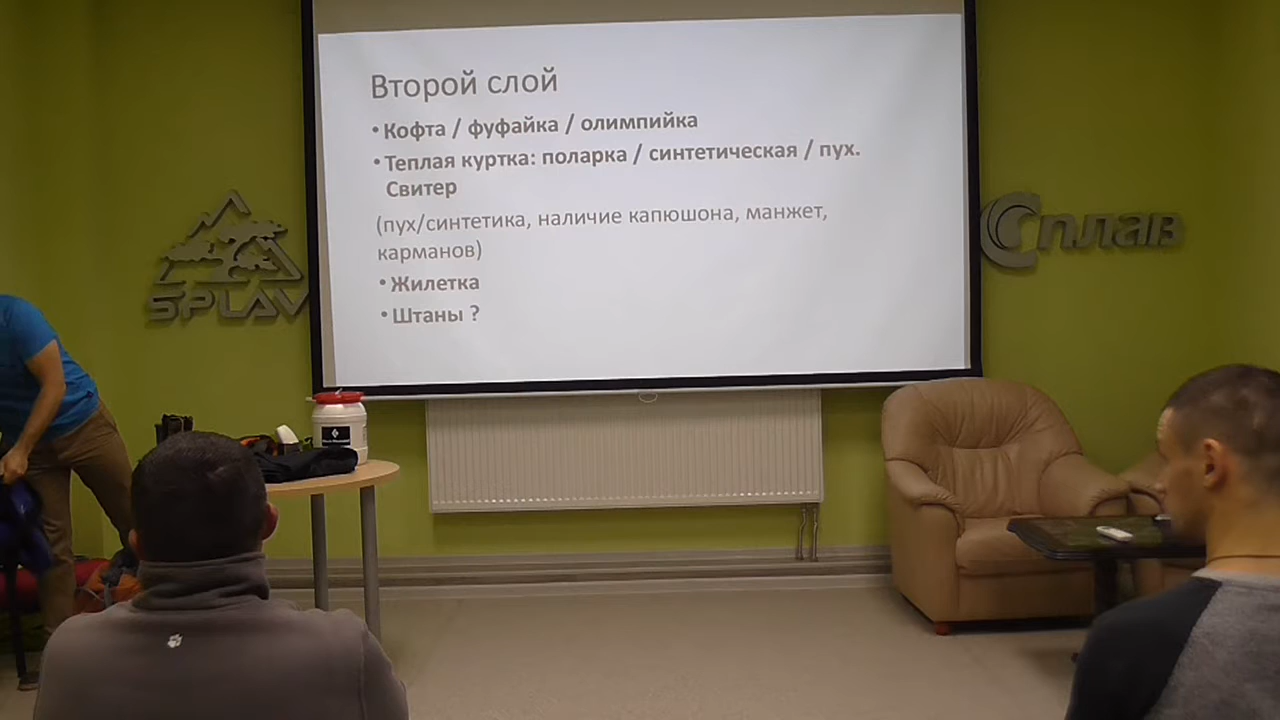 Второй слой
• Кофта / фуфайка / олимпийка
• Теплая куртка: поларка / синтетическая / пух.
Свитер
(пух/синтетика, наличие капюшона, манжет,
карманов)
• Жилетка
• Штаны ?
SPLAV
Сплав